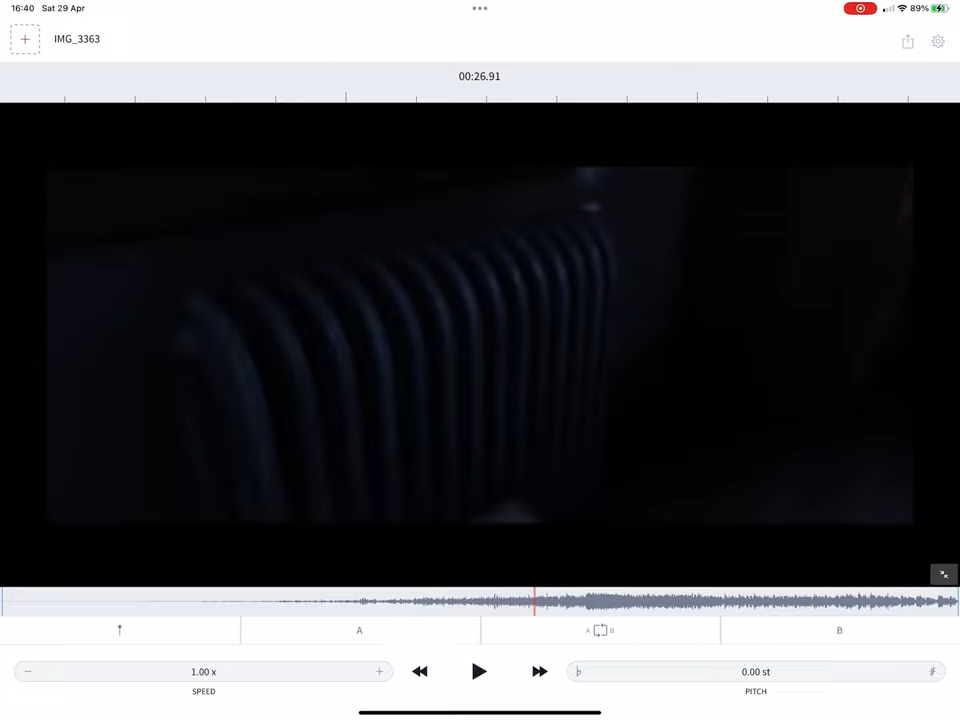 16:40 Sat 29 Apr 89%
IMG_3363
00:26.91
A A B B
− 1.00 x + ♭ 0.00 st ♯
SPEED PITCH